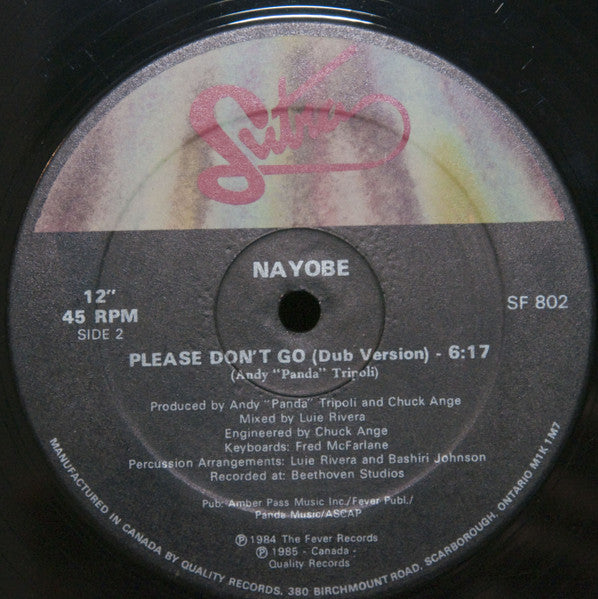 Sutra
NAYOBE
12"
45 RPM
SIDE 2
SF 802
PLEASE DON'T GO (Dub Version) - 6:17
(Andy "Panda" Tripoli)
Produced by Andy "Panda" Tripoli and Chuck Ange
Mixed by Luie Rivera
Engineered by Chuck Ange
Keyboards: Fred McFarlane
Percussion Arrangements: Luie Rivera and Bashiri Johnson
Recorded at: Beethoven Studios
Pub: Amber Pass Music Inc./Fever Publ./
Panda Music/ASCAP
℗ 1984 The Fever Records
℗ 1985 - Canada -
Quality Records
MANUFACTURED IN CANADA BY QUALITY RECORDS, 380 BIRCHMOUNT ROAD, SCARBOROUGH, ONTARIO M1K 1M7